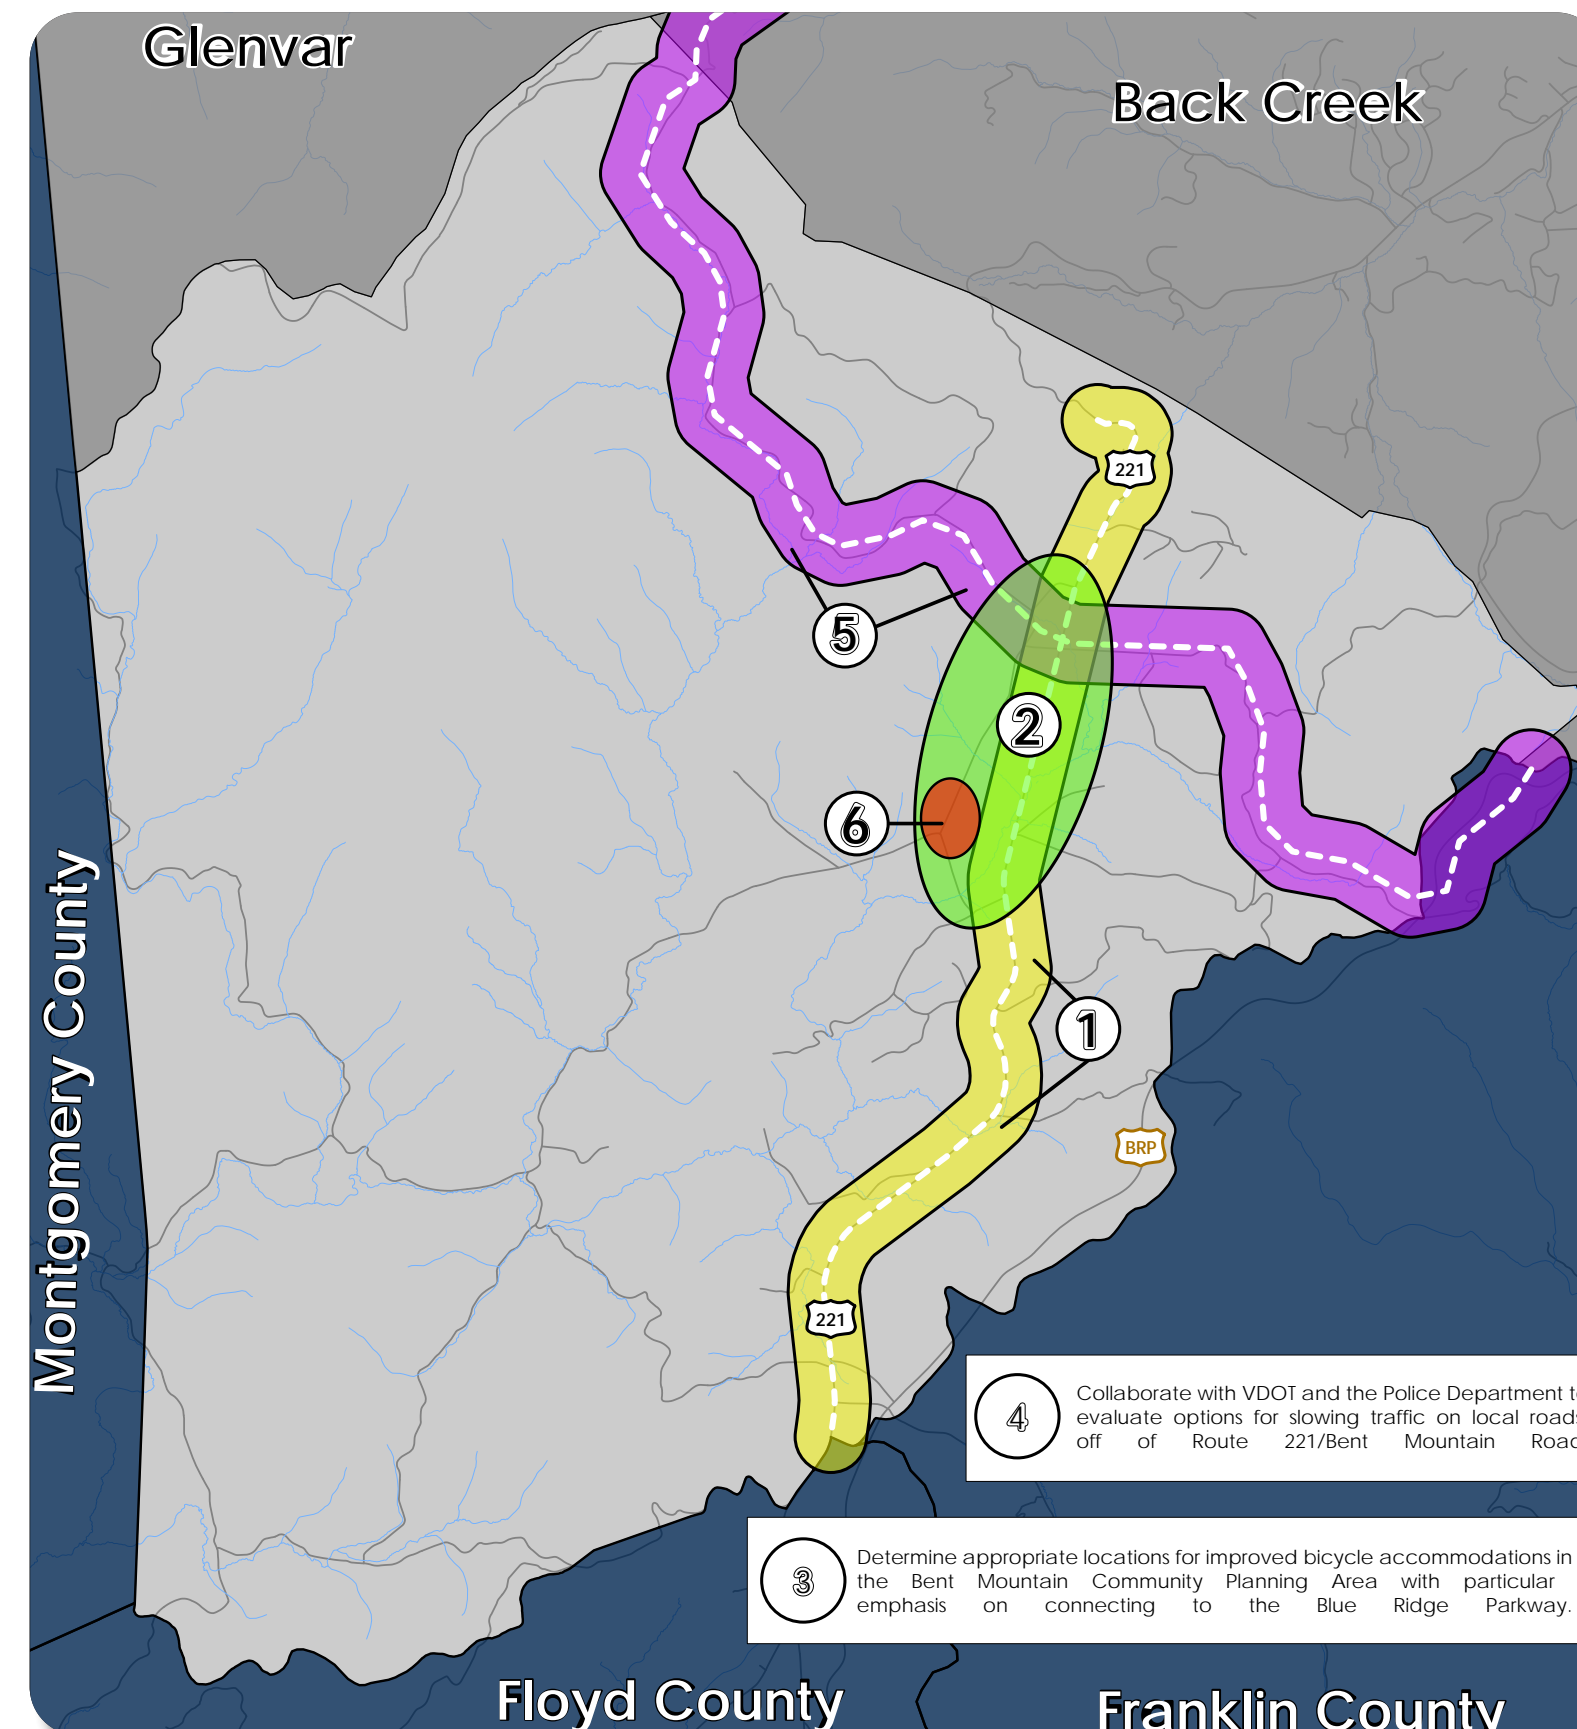 Glenvar
Back Creek
221
5
2
6
1
BRP
Montgomery County
221
4
Collaborate with VDOT and the Police Department
evaluate options for slowing traffic on local roads
off of Route 221/Bent Mountain Road
3
Determine appropriate locations for improved bicycle accommodations in
the Bent Mountain Community Planning Area with particular
emphasis on connecting to the Blue Ridge Parkway.
Floyd County
Franklin County